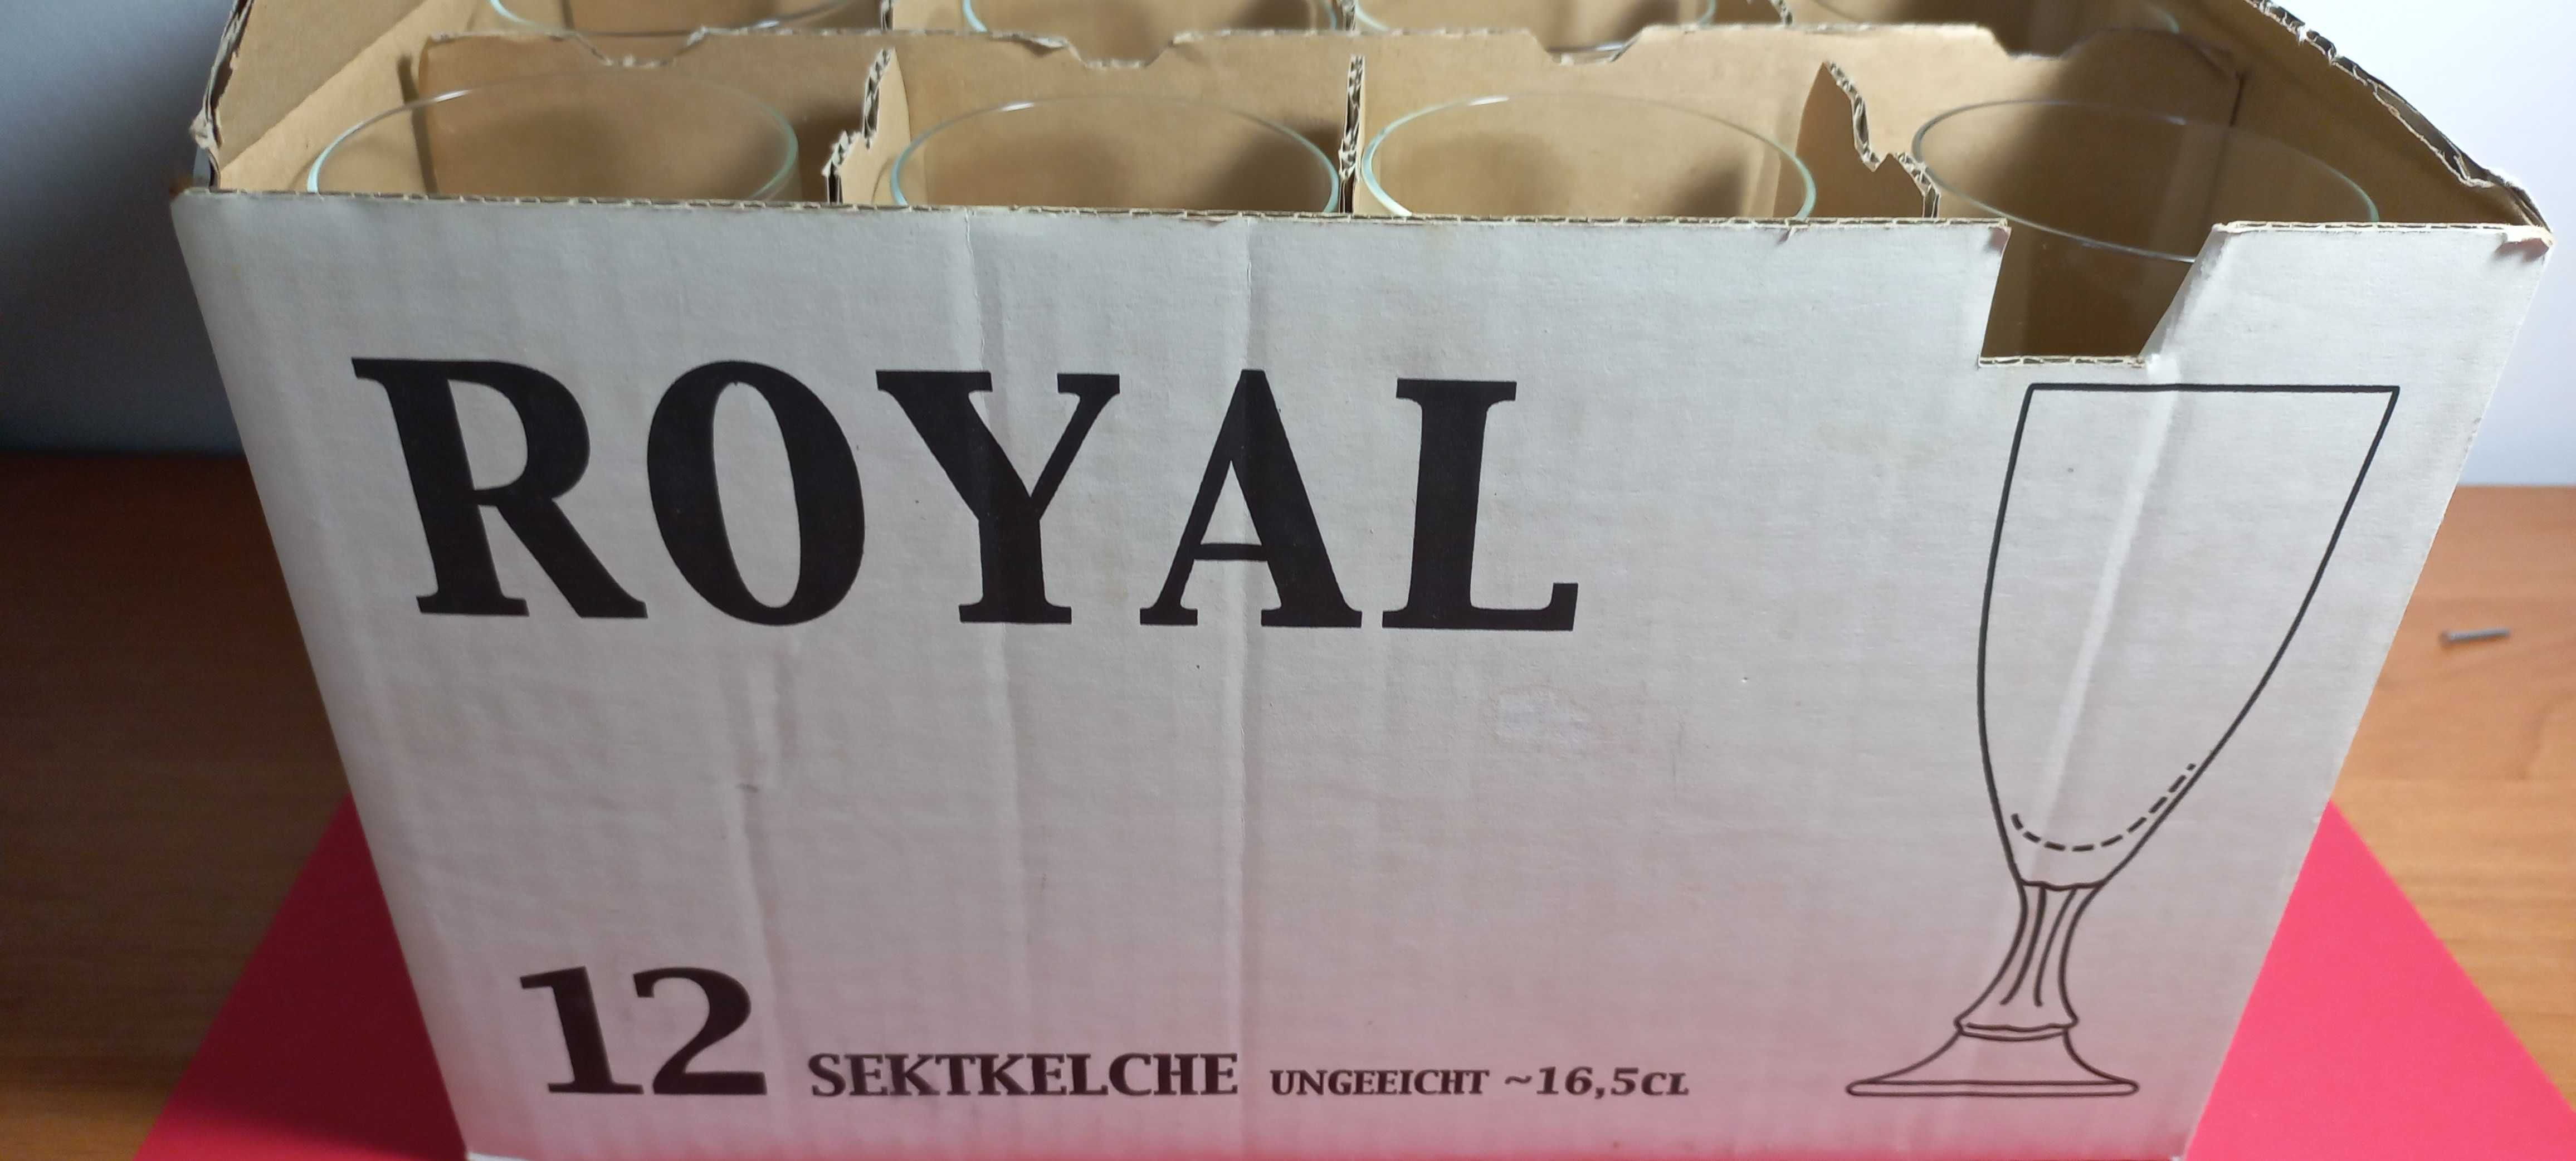 ROYAL
12 SEKTKELCHE UNGEEICHT ~16,5CL